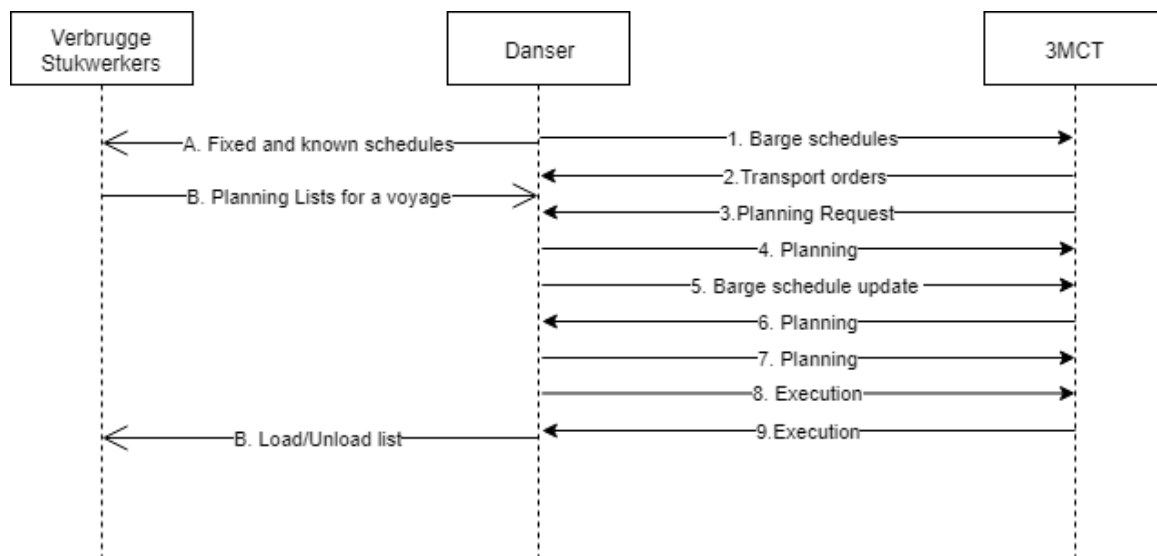 Verbrugge
Stukwerkers
Danser
3MCT
A. Fixed and known schedules
1. Barge schedules
2.Transport orders
B. Planning Lists for a voyage
3.Planning Request
4. Planning
5. Barge schedule update
6. Planning
7. Planning
8. Execution
9.Execution
B. Load/Unload list